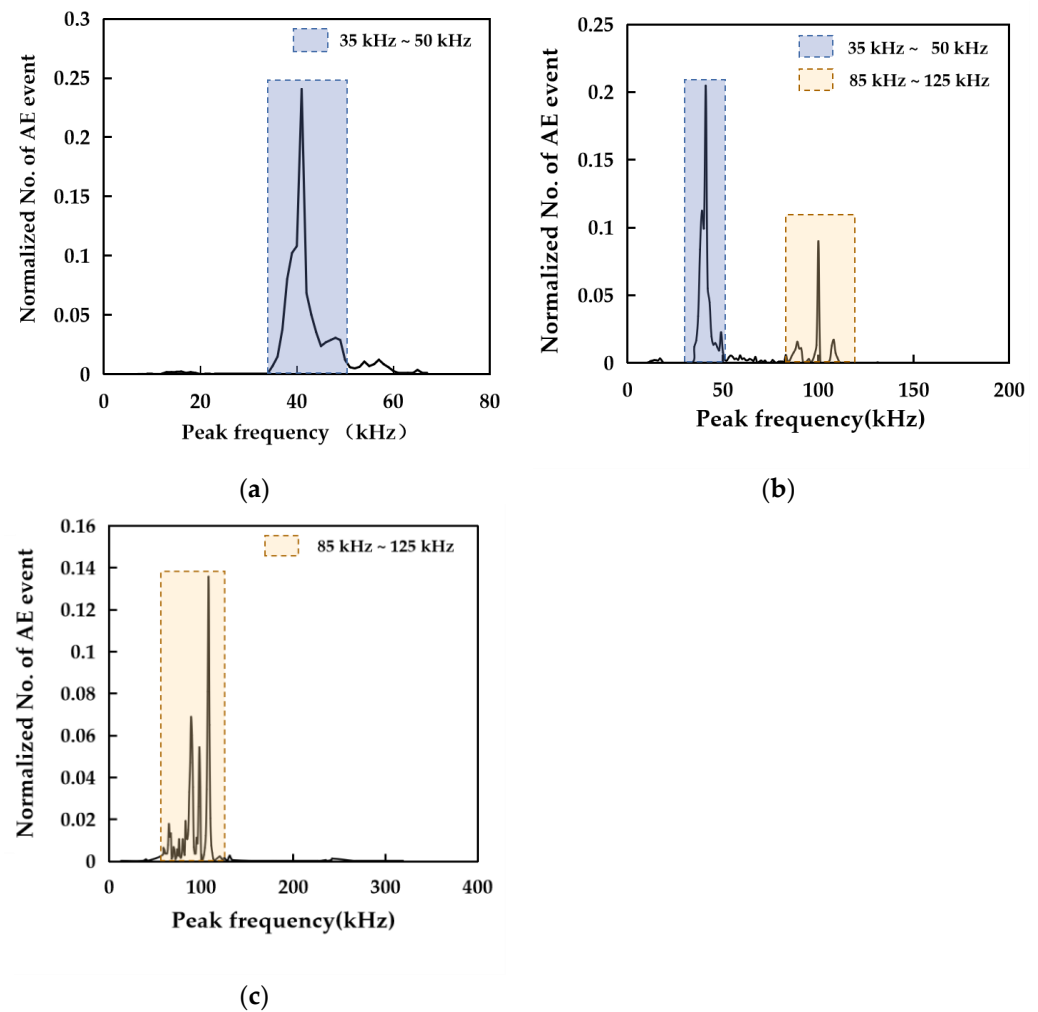 0.3
0.25
0.2
0.15
0.1
0.05
0
Normalized No. of AE event
35 kHz ~ 50 kHz
0 20 40 60 80
Peak frequency （kHz）
(a)
0.25
0.2
0.15
0.1
0.05
0
Normalized No. of AE event
35 kHz ~ 50 kHz
85 kHz ~ 125 kHz
0 50 100 150 200
Peak frequency(kHz)
(b)
0.16
0.14
0.12
0.1
0.08
0.06
0.04
0.02
0
Normalized No. of AE event
85 kHz ~ 125 kHz
0 100 200 300 400
Peak frequency(kHz)
(c)